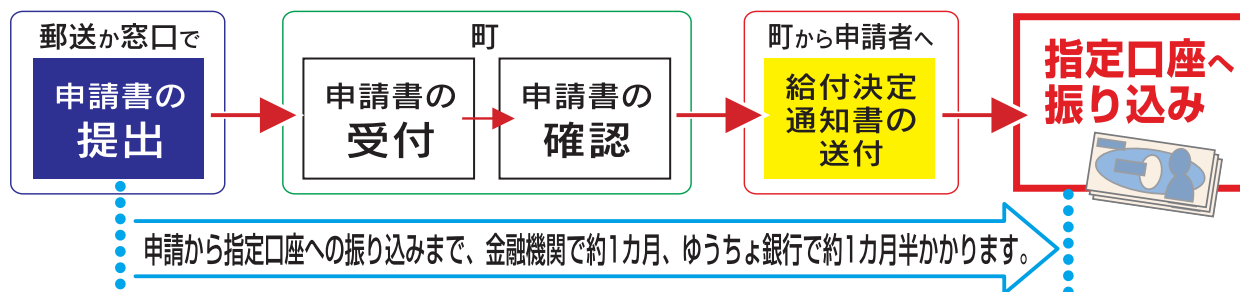 郵送か窓口で
申請書の
提出
町
申請書の
受付
申請書の
確認
町から申請者へ
給付決定
通知書の
送付
指定口座へ
振り込み
申請から指定口座への振り込みまで、金融機関で約1カ月、ゆうちょ銀行で約1カ月半かかります。